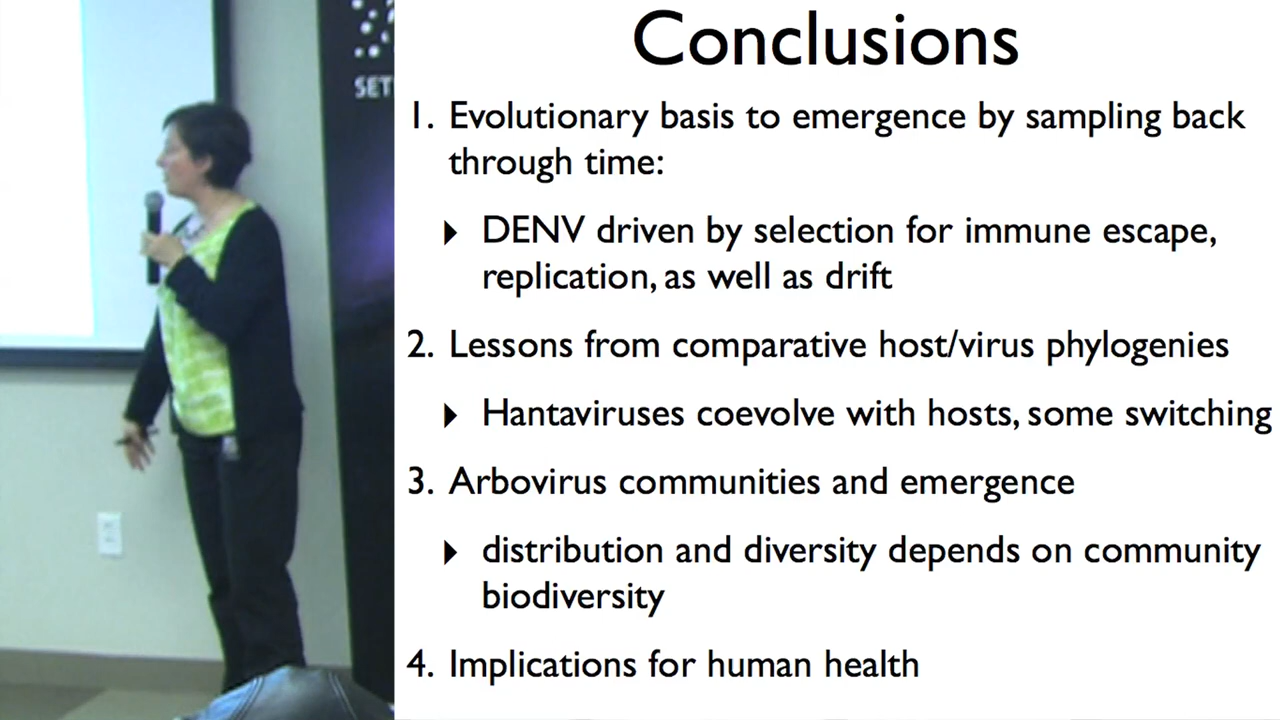 Conclusions
SET
1. Evolutionary basis to emergence by sampling back
through time:
DENV driven by selection for immune escape,
replication, as well as drift
2. Lessons from comparative host/virus phylogenies
Hantaviruses coevolve with hosts, some switching
3. Arbovirus communities and emergence
distribution and diversity depends on community
biodiversity
4. Implications for human health